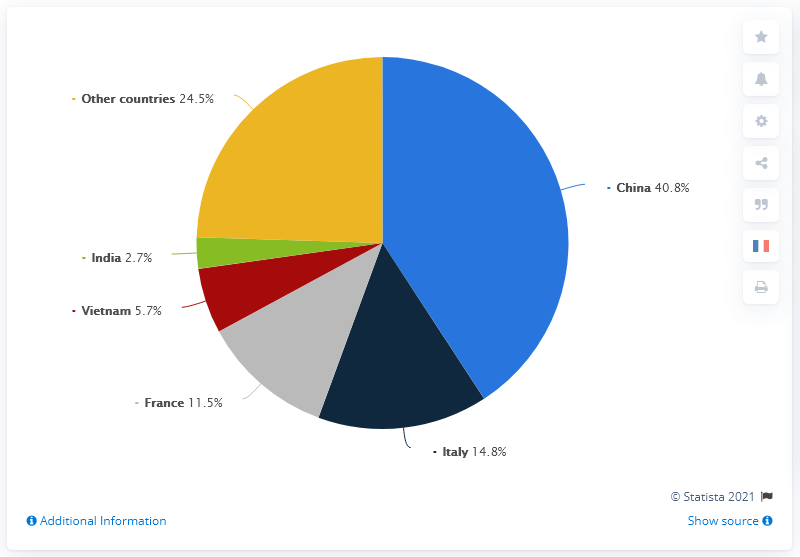 Other countries 24.5%
China 40.8%
India 2.7%
Vietnam 5.7%
France 11.5%
Italy 14.8%
© Statista 2021
Additional Information
Show source